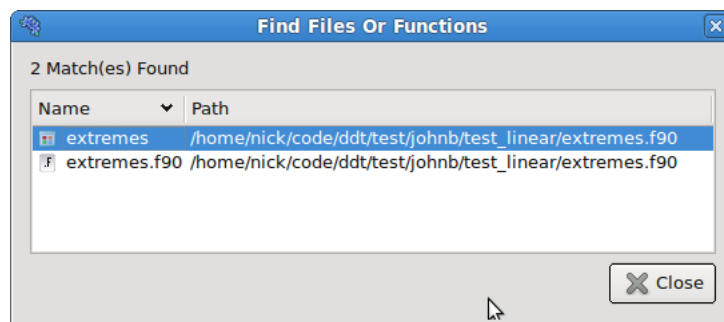 Find Files Or Functions
2 Match(es) Found
Name Path
extremes /home/nick/code/ddt/test/johnb/test_linear/extremes.f90
.F extremes.f90 /home/nick/code/ddt/test/johnb/test_linear/extremes.f90
Close